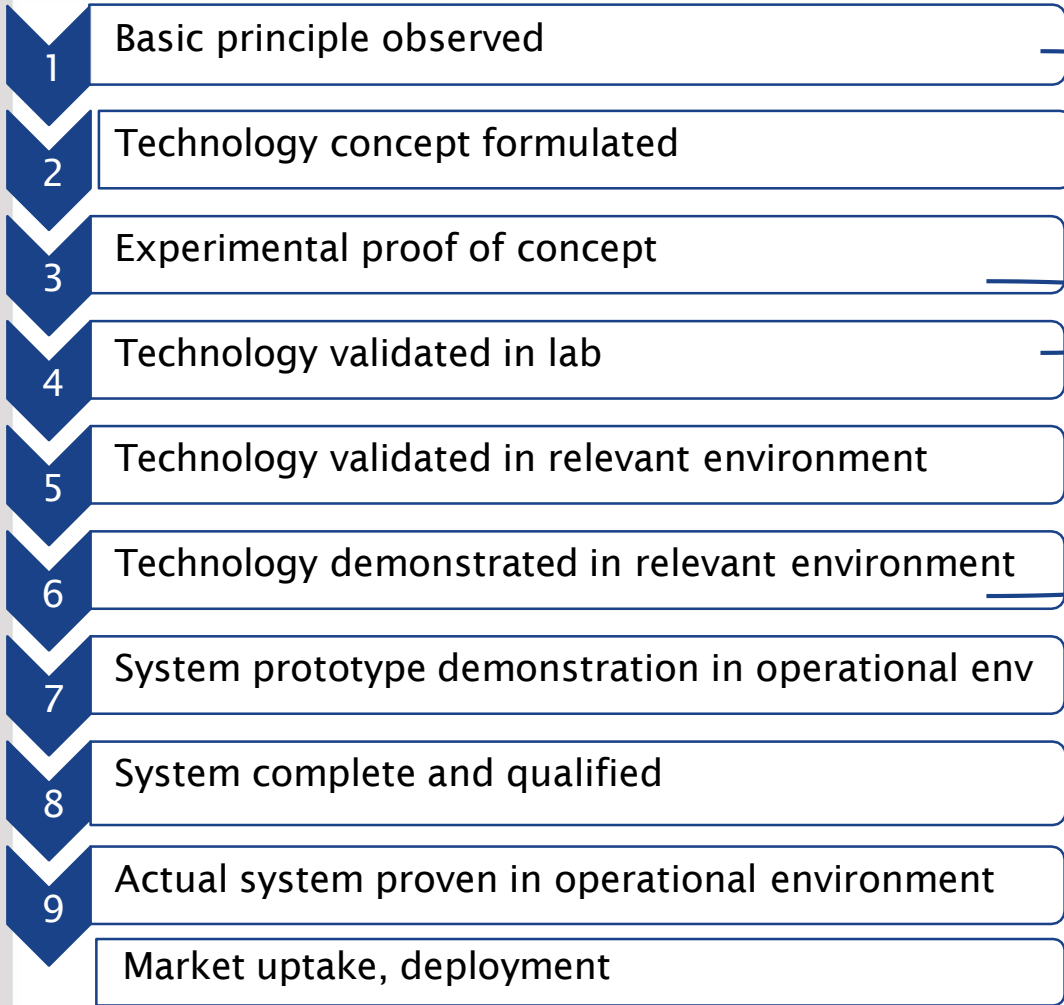 1 Basic principle observed
2 Technology concept formulated
3 Experimental proof of concept
4 Technology validated in lab
5 Technology validated in relevant environment
6 Technology demonstrated in relevant environment
7 System prototype demonstration in operational env
8 System complete and qualified
9 Actual system proven in operational environment
Market uptake, deployment